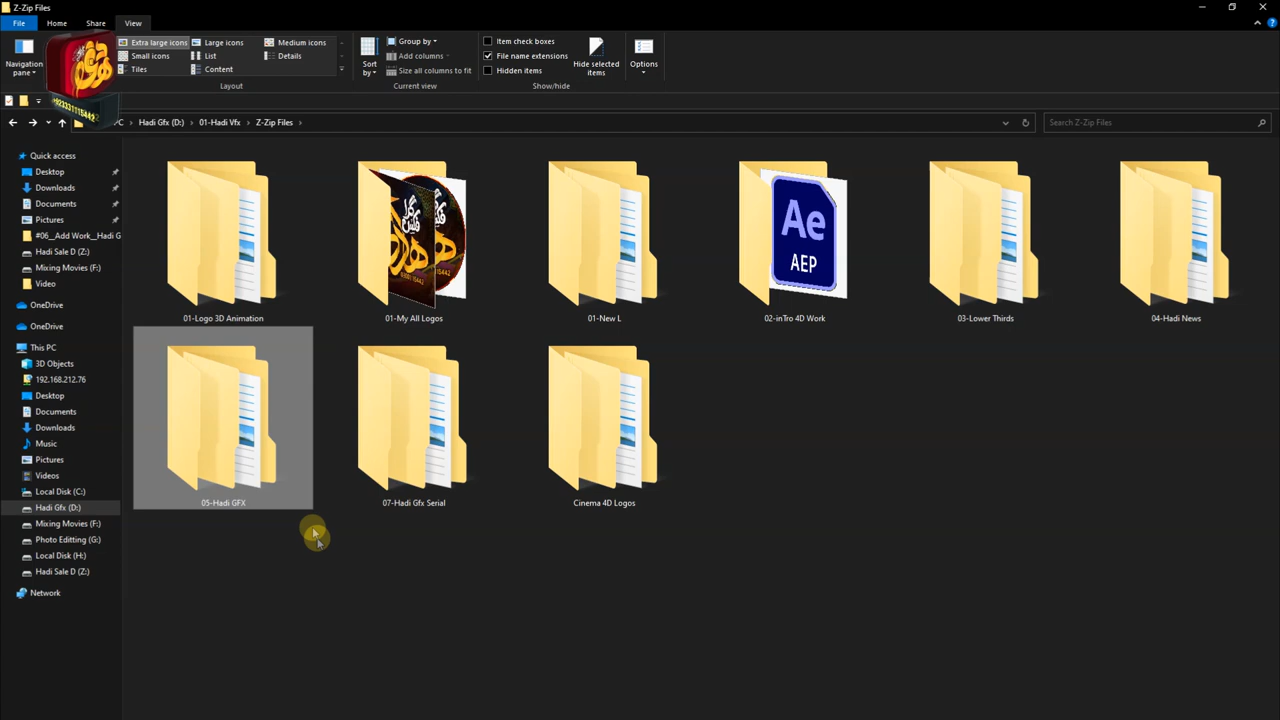 Z-Zip Files
File Home Share View
Navigation pane
Extra large icons Large icons Medium icons
Small icons List Details
Tiles Content
Layout
Sort by
Group by
Add columns
Size all columns to fit
Current view
Item check boxes
File name extensions
Hidden items
Hide selected items
Show/hide
Options
Hadi Gfx (D:) 01-Hadi Vfx Z-Zip Files
Search Z-Zip Files
Quick access
Desktop
Downloads
Documents
Pictures
#06__Add Work__Hadi G
Hadi Sale D (Z:)
Mixing Movies (F:)
Video
OneDrive
OneDrive
This PC
3D Objects
192.168.212.76
Desktop
Documents
Downloads
Music
Pictures
Videos
Local Disk (C:)
Hadi Gfx (D:)
Mixing Movies (F:)
Photo Editting (G:)
Local Disk (H:)
Hadi Sale D (Z:)
Network
Ae
AEP
01-Logo 3D Animation
01-My All Logos
01-New L
02-inTro 4D Work
03-Lower Thirds
04-Hadi News
05-Hadi GFX
07-Hadi Gfx Serial
Cinema 4D Logos